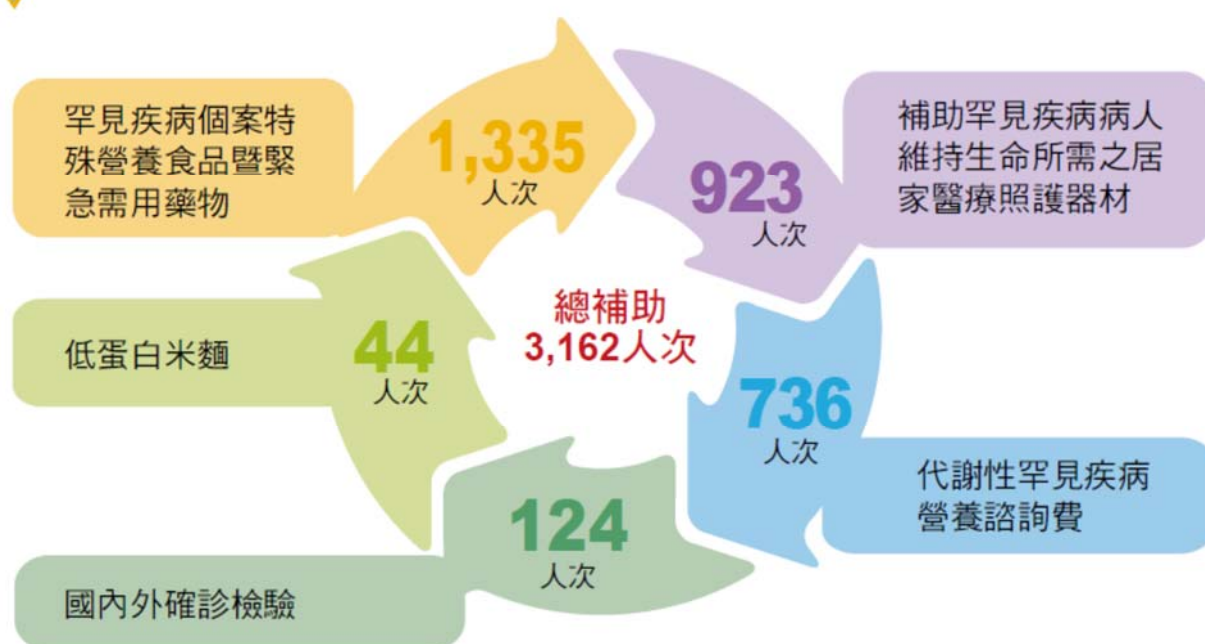 罕見疾病個案特
殊營養食品暨緊
急需用藥物
1,335
人次
補助罕見疾病病人
維持生命所需之居
家醫療照護器材
923
人次
總補助
3,162人次
低蛋白米麵
44
人次
736
人次
代謝性罕見疾病
營養諮詢費
124
人次
國內外確診檢驗